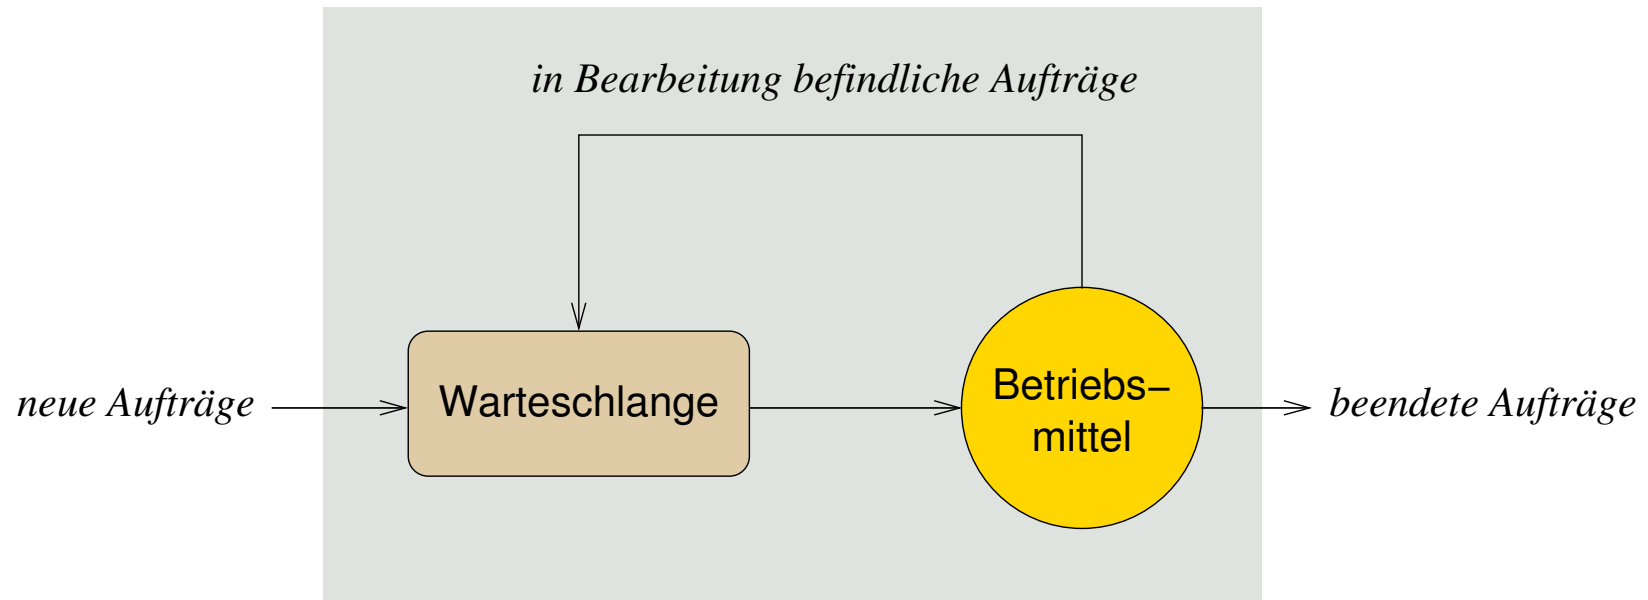 in Bearbeitung befindliche Aufträge
neue Aufträge
Warteschlange
Betriebs–
mittel
beendete Aufträge